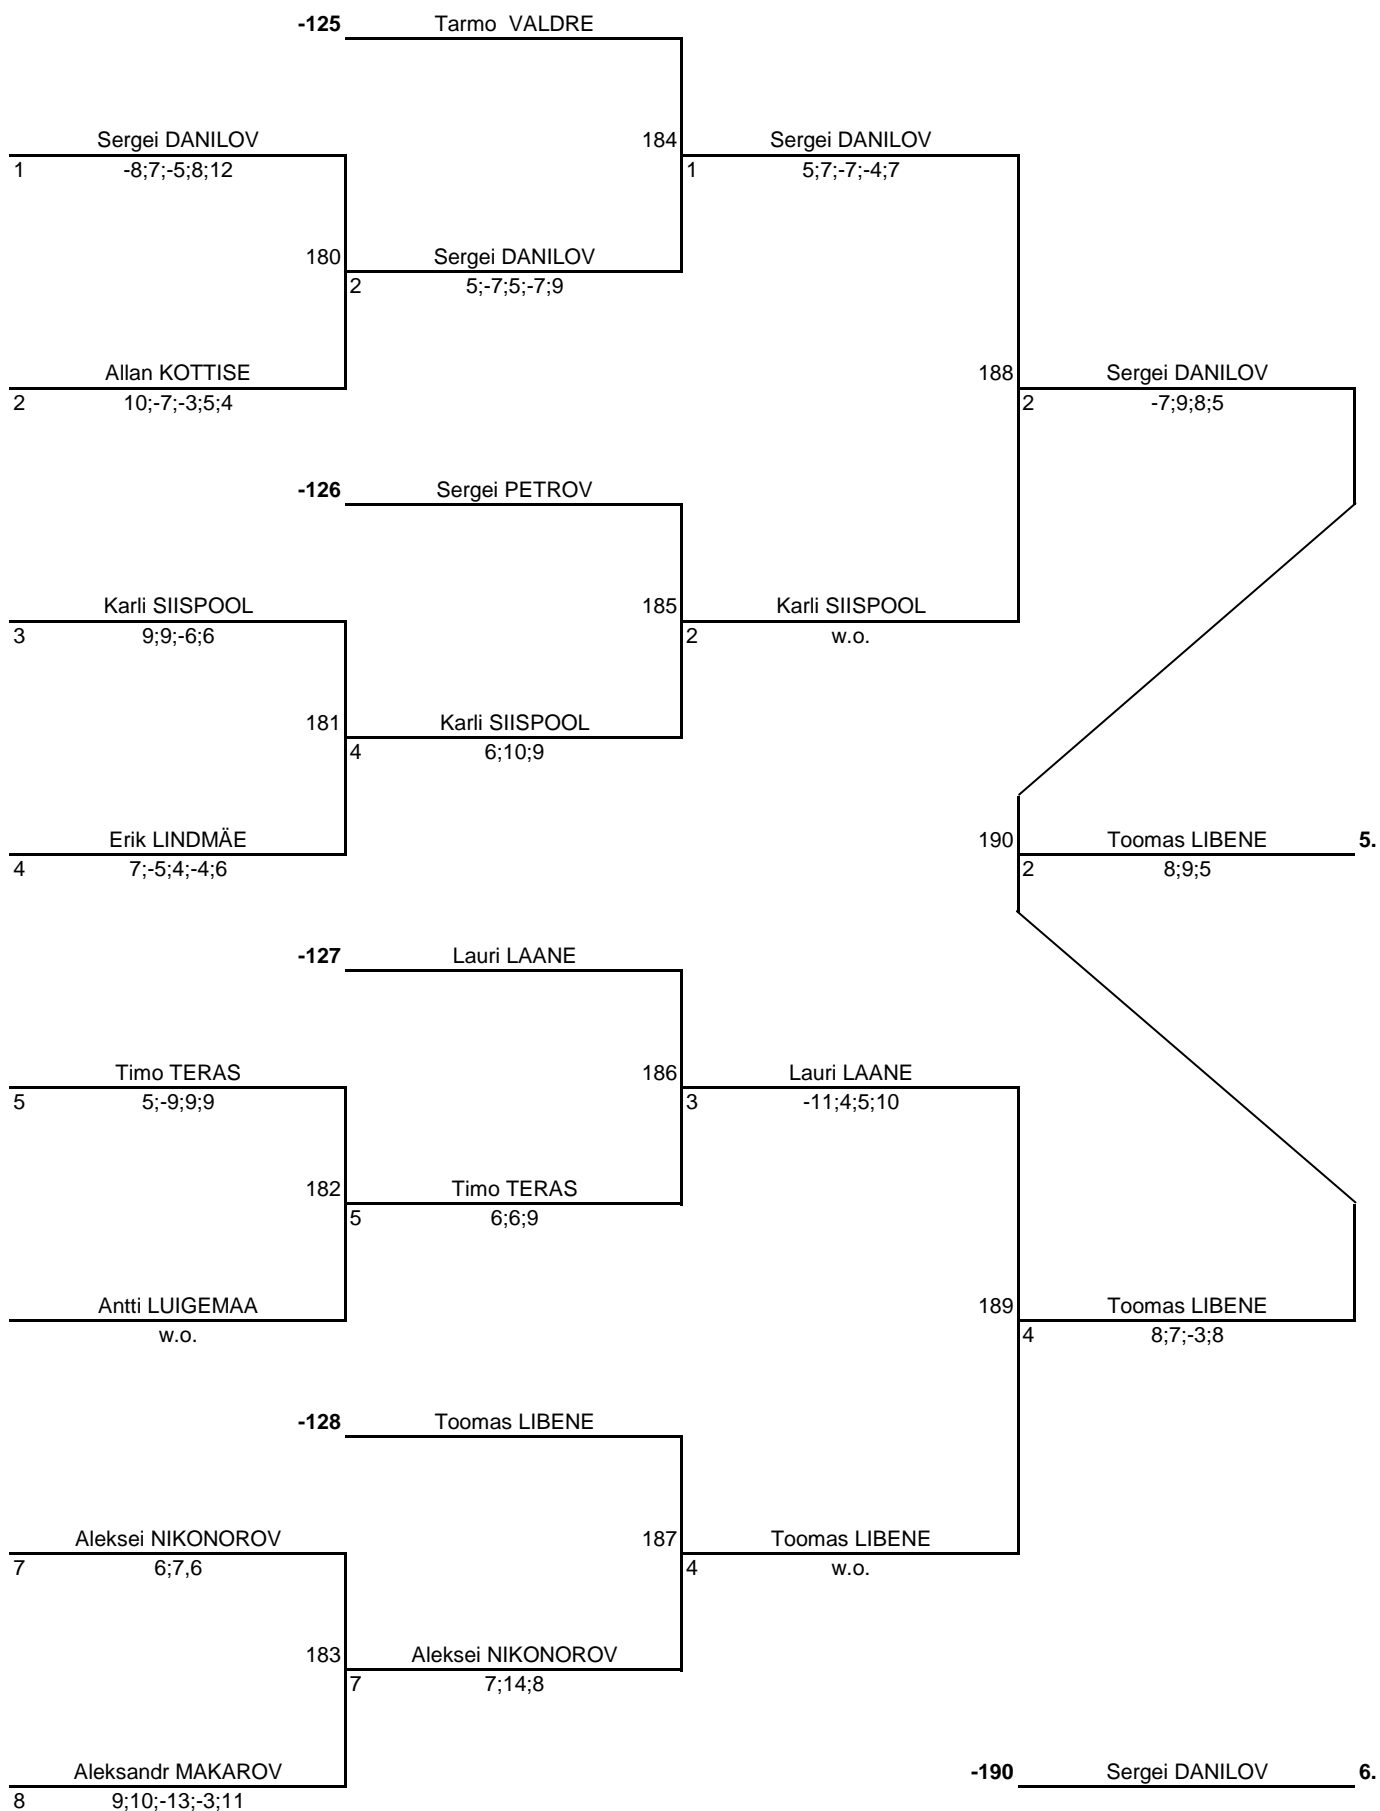 -125 Tarmo  VALDRE
Sergei DANILOV 184 Sergei DANILOV
1 -8;7;-5;8;12 1 5;7;-7;-4;7
180 Sergei DANILOV
2 5;-7;5;-7;9
Allan KOTTISE 188 Sergei DANILOV
2 10;-7;-3;5;4 2 -7;9;8;5
-126 Sergei PETROV
Karli SIISPOOL 185 Karli SIISPOOL
3 9;9;-6;6 2 w.o.
181 Karli SIISPOOL
4 6;10;9
Erik LINDMÄE 190 Toomas LIBENE 5.
4 7;-5;4;-4;6 2 8;9;5
-127 Lauri LAANE
Timo TERAS 186 Lauri LAANE
5 5;-9;9;9 3 -11;4;5;10
182 Timo TERAS
5 6;6;9
Antti LUIGEMAA 189 Toomas LIBENE
w.o. 4 8;7;-3;8
-128 Toomas LIBENE
Aleksei NIKONOROV 187 Toomas LIBENE
7 6;7,6 4 w.o.
183 Aleksei NIKONOROV
7 7;14;8
Aleksandr MAKAROV -190 Sergei DANILOV 6.
8 9;10;-13;-3;11